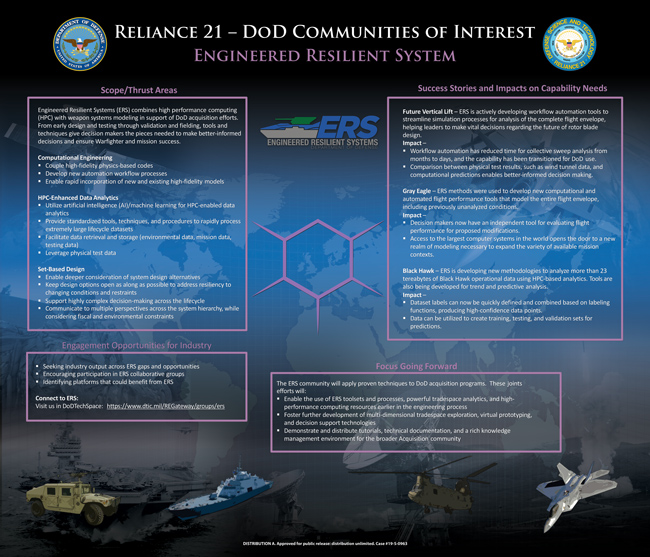 RELIANCE 21 – DOD COMMUNITIES OF INTEREST
ENGINEERED RESILIENT SYSTEM
DEPARTMENT OF DEFENSE
UNITED STATES OF AMERICA
DEFENSE SCIENCE AND TECHNOLOGY
RELIANCE 21
Scope/Thrust Areas
Engineered Resilient Systems (ERS) combines high performance computing
(HPC) with weapon systems modeling in support of DoD acquisition efforts.
From early design and testing through validation and fielding, tools and
techniques give decision makers the pieces needed to make better-informed
decisions and ensure Warfighter and mission success.
Computational Engineering
▪ Couple high-fidelity physics-based codes
▪ Develop new automation workflow processes
▪ Enable rapid incorporation of new and existing high-fidelity models
HPC-Enhanced Data Analytics
▪ Utilize artificial intelligence (AI)/machine learning for HPC-enabled data
analytics
▪ Provide standardized tools, techniques, and procedures to rapidly process
extremely large lifecycle datasets
▪ Facilitate data retrieval and storage (environmental data, mission data,
testing data)
▪ Leverage physical test data
Set-Based Design
▪ Enable deeper consideration of system design alternatives
▪ Keep design options open as along as possible to address resiliency to
changing conditions and restraints
▪ Support highly complex decision-making across the lifecycle
▪ Communicate to multiple perspectives across the system hierarchy, while
considering fiscal and environmental constraints
ERS
ENGINEERED RESILIENT SYSTEMS
Success Stories and Impacts on Capability Needs
Future Vertical Lift – ERS is actively developing workflow automation tools to
streamline simulation processes for analysis of the complete flight envelope,
helping leaders to make vital decisions regarding the future of rotor blade
design.
Impact –
▪ Workflow automation has reduced time for collective sweep analysis from
months to days, and the capability has been transitioned for DoD use.
▪ Comparison between physical test results, such as wind tunnel data, and
computational predictions enables better-informed decision making.
Gray Eagle – ERS methods were used to develop new computational and
automated flight performance tools that model the entire flight envelope,
including previously unanalyzed conditions.
Impact –
▪ Decision makers now have an independent tool for evaluating flight
performance for proposed modifications.
▪ Access to the largest computer systems in the world opens the door to a new
realm of modeling necessary to expand the variety of available mission
contexts.
Black Hawk – ERS is developing new methodologies to analyze more than 23
tereabytes of Black Hawk operational data using HPC-based analytics. Tools are
also being developed for trend and predictive analysis.
Impact –
▪ Dataset labels can now be quickly defined and combined based on labeling
functions, producing high-confidence data points.
▪ Data can be utilized to create training, testing, and validation sets for
predictions.
Engagement Opportunities for Industry
▪ Seeking industry output across ERS gaps and opportunities
▪ Encouraging participation in ERS collaborative groups
▪ Identifying platforms that could benefit from ERS
Connect to ERS:
Visit us in DoDTechSpace: https://www.dtic.mil/REGateway/groups/ers
Focus Going Forward
The ERS community will apply proven techniques to DoD acquisition programs. These joints
efforts will:
▪ Enable the use of ERS toolsets and processes, powerful tradespace analytics, and high-
performance computing resources earlier in the engineering process
▪ Foster further development of multi-dimensional tradespace exploration, virtual prototyping,
and decision support technologies
▪ Demonstrate and distribute tutorials, technical documentation, and a rich knowledge
management environment for the broader Acquisition community
DISTRIBUTION A. Approved for public release: distribution unlimited. Case #19-S-0963